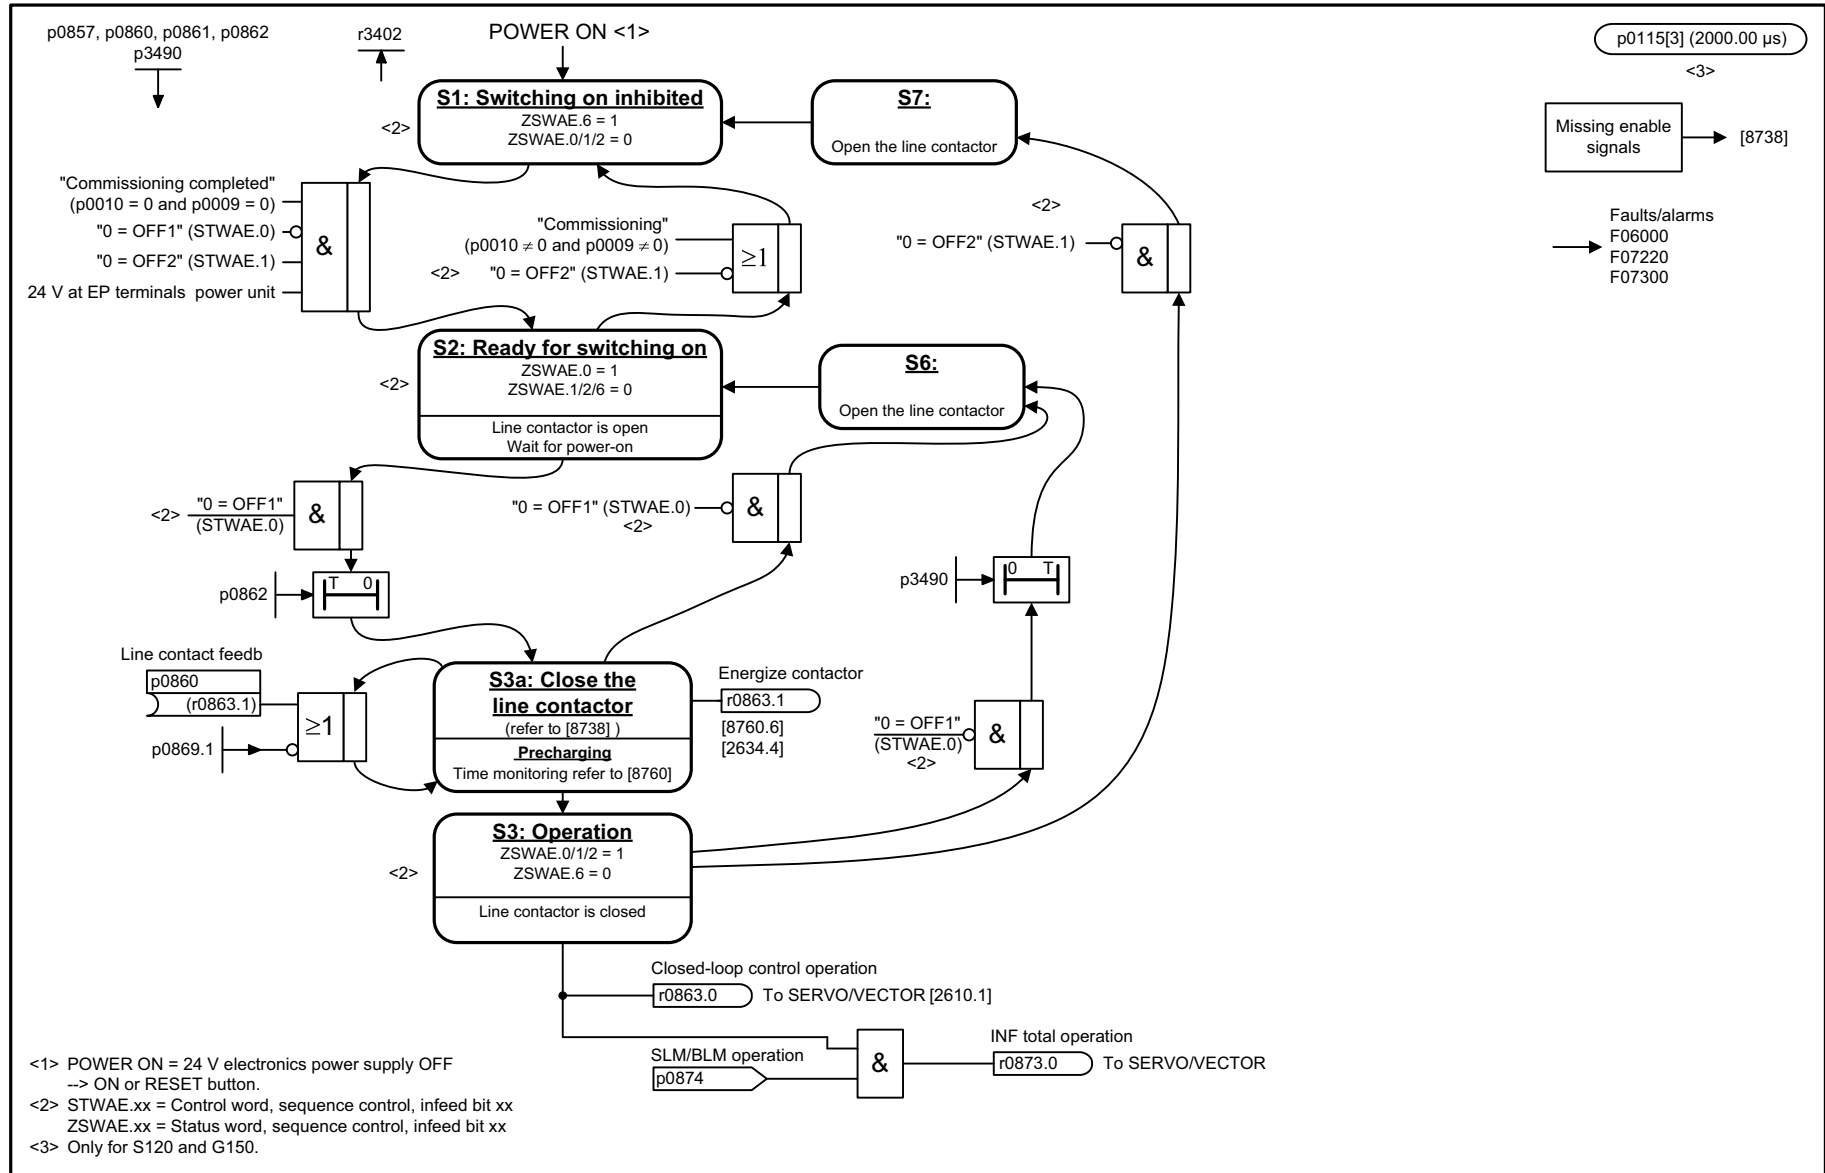 p0857, p0860, p0861, p0862
p3490
r3402
POWER ON <1>
p0115[3] (2000.00 µs)
<3>
S1: Switching on inhibited
ZSWAE.6 = 1
ZSWAE.0/1/2 = 0
<2>
S7:
Open the line contactor
Missing enable
signals
[8738]
"Commissioning completed"
(p0010 = 0 and p0009 = 0)
"0 = OFF1" (STWAE.0)
"0 = OFF2" (STWAE.1)
24 V at EP terminals power unit
&
"Commissioning"
(p0010 ≠ 0 and p0009 ≠ 0)
<2> "0 = OFF2" (STWAE.1)
≥1
<2>
"0 = OFF2" (STWAE.1)
&
Faults/alarms
F06000
F07220
F07300
S2: Ready for switching on
ZSWAE.0 = 1
ZSWAE.1/2/6 = 0
<2>
Line contactor is open
Wait for power-on
S6:
Open the line contactor
<2> "0 = OFF1"
(STWAE.0)
&
"0 = OFF1" (STWAE.0)
<2>
&
p0862
T 0
p3490
0 T
Line contact feedb
p0860
(r0863.1)
p0869.1
≥1
S3a: Close the
line contactor
(refer to [8738] )
Precharging
Time monitoring refer to [8760]
Energize contactor
r0863.1
[8760.6]
[2634.4]
"0 = OFF1"
(STWAE.0)
<2>
&
S3: Operation
ZSWAE.0/1/2 = 1
ZSWAE.6 = 0
<2>
Line contactor is closed
Closed-loop control operation
r0863.0 To SERVO/VECTOR [2610.1]
SLM/BLM operation
p0874
&
INF total operation
r0873.0 To SERVO/VECTOR
<1> POWER ON = 24 V electronics power supply OFF
--> ON or RESET button.
<2> STWAE.xx = Control word, sequence control, infeed bit xx
ZSWAE.xx = Status word, sequence control, infeed bit xx
<3> Only for S120 and G150.